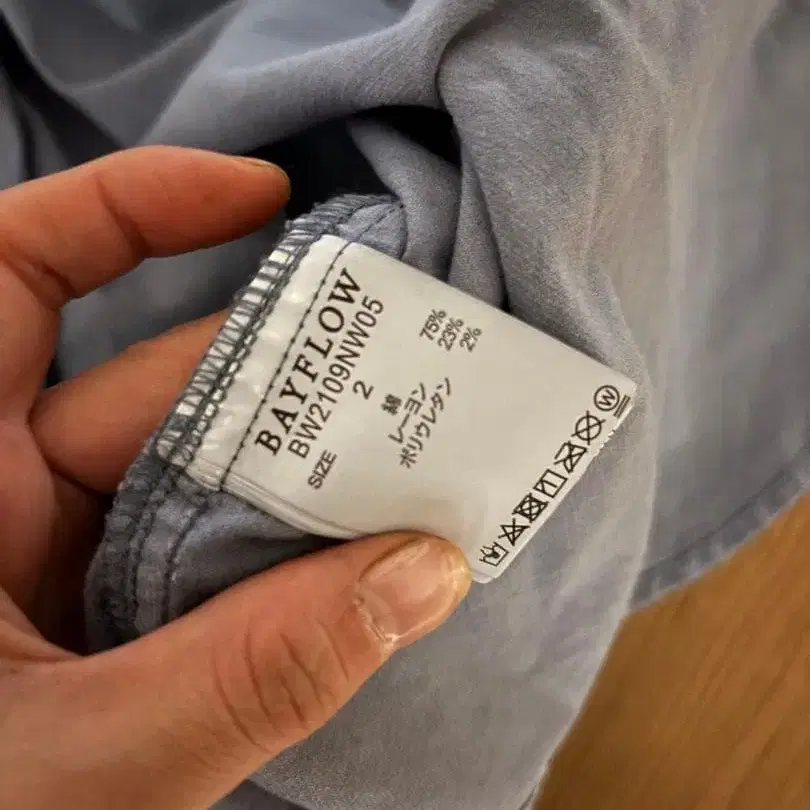 BAYFLOW
BW2109NW05
SIZE 2
綿 75%
レーヨン 23%
ポリウレタン 2%
W